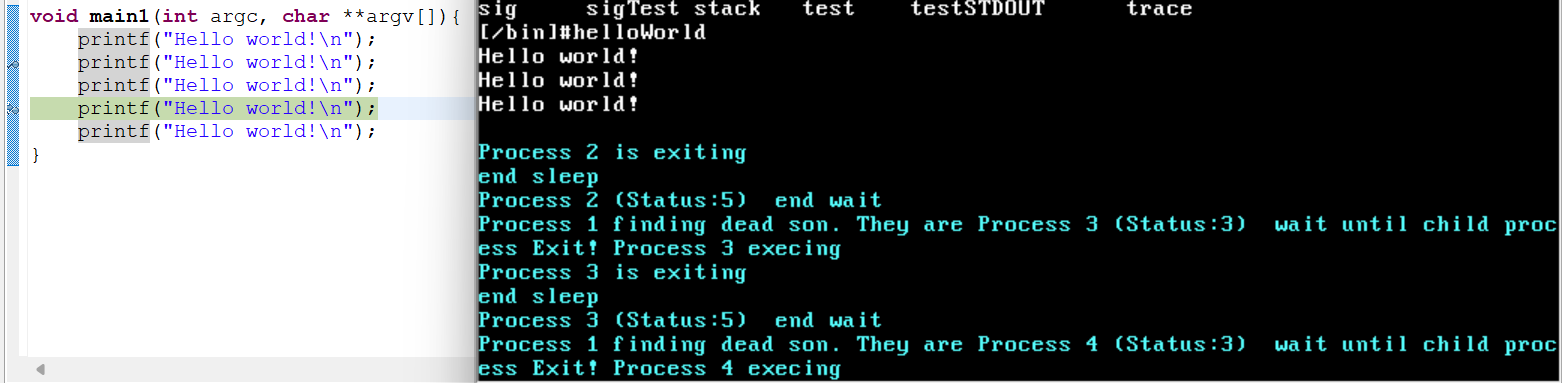 void main1(int argc, char **argv[]){
printf("Hello world!\n");
printf("Hello world!\n");
printf("Hello world!\n");
printf("Hello world!\n");
printf("Hello world!\n");
}
sig sigTest stack test testSTDOUT trace
[/bin]#helloWorld
Hello world!
Hello world!
Hello world!
Process 2 is exiting
end sleep
Process 2 (Status:5) end wait
Process 1 finding dead son. They are Process 3 (Status:3) wait until child proc
ess Exit! Process 3 execing
Process 3 is exiting
end sleep
Process 3 (Status:5) end wait
Process 1 finding dead son. They are Process 4 (Status:3) wait until child proc
ess Exit! Process 4 execing